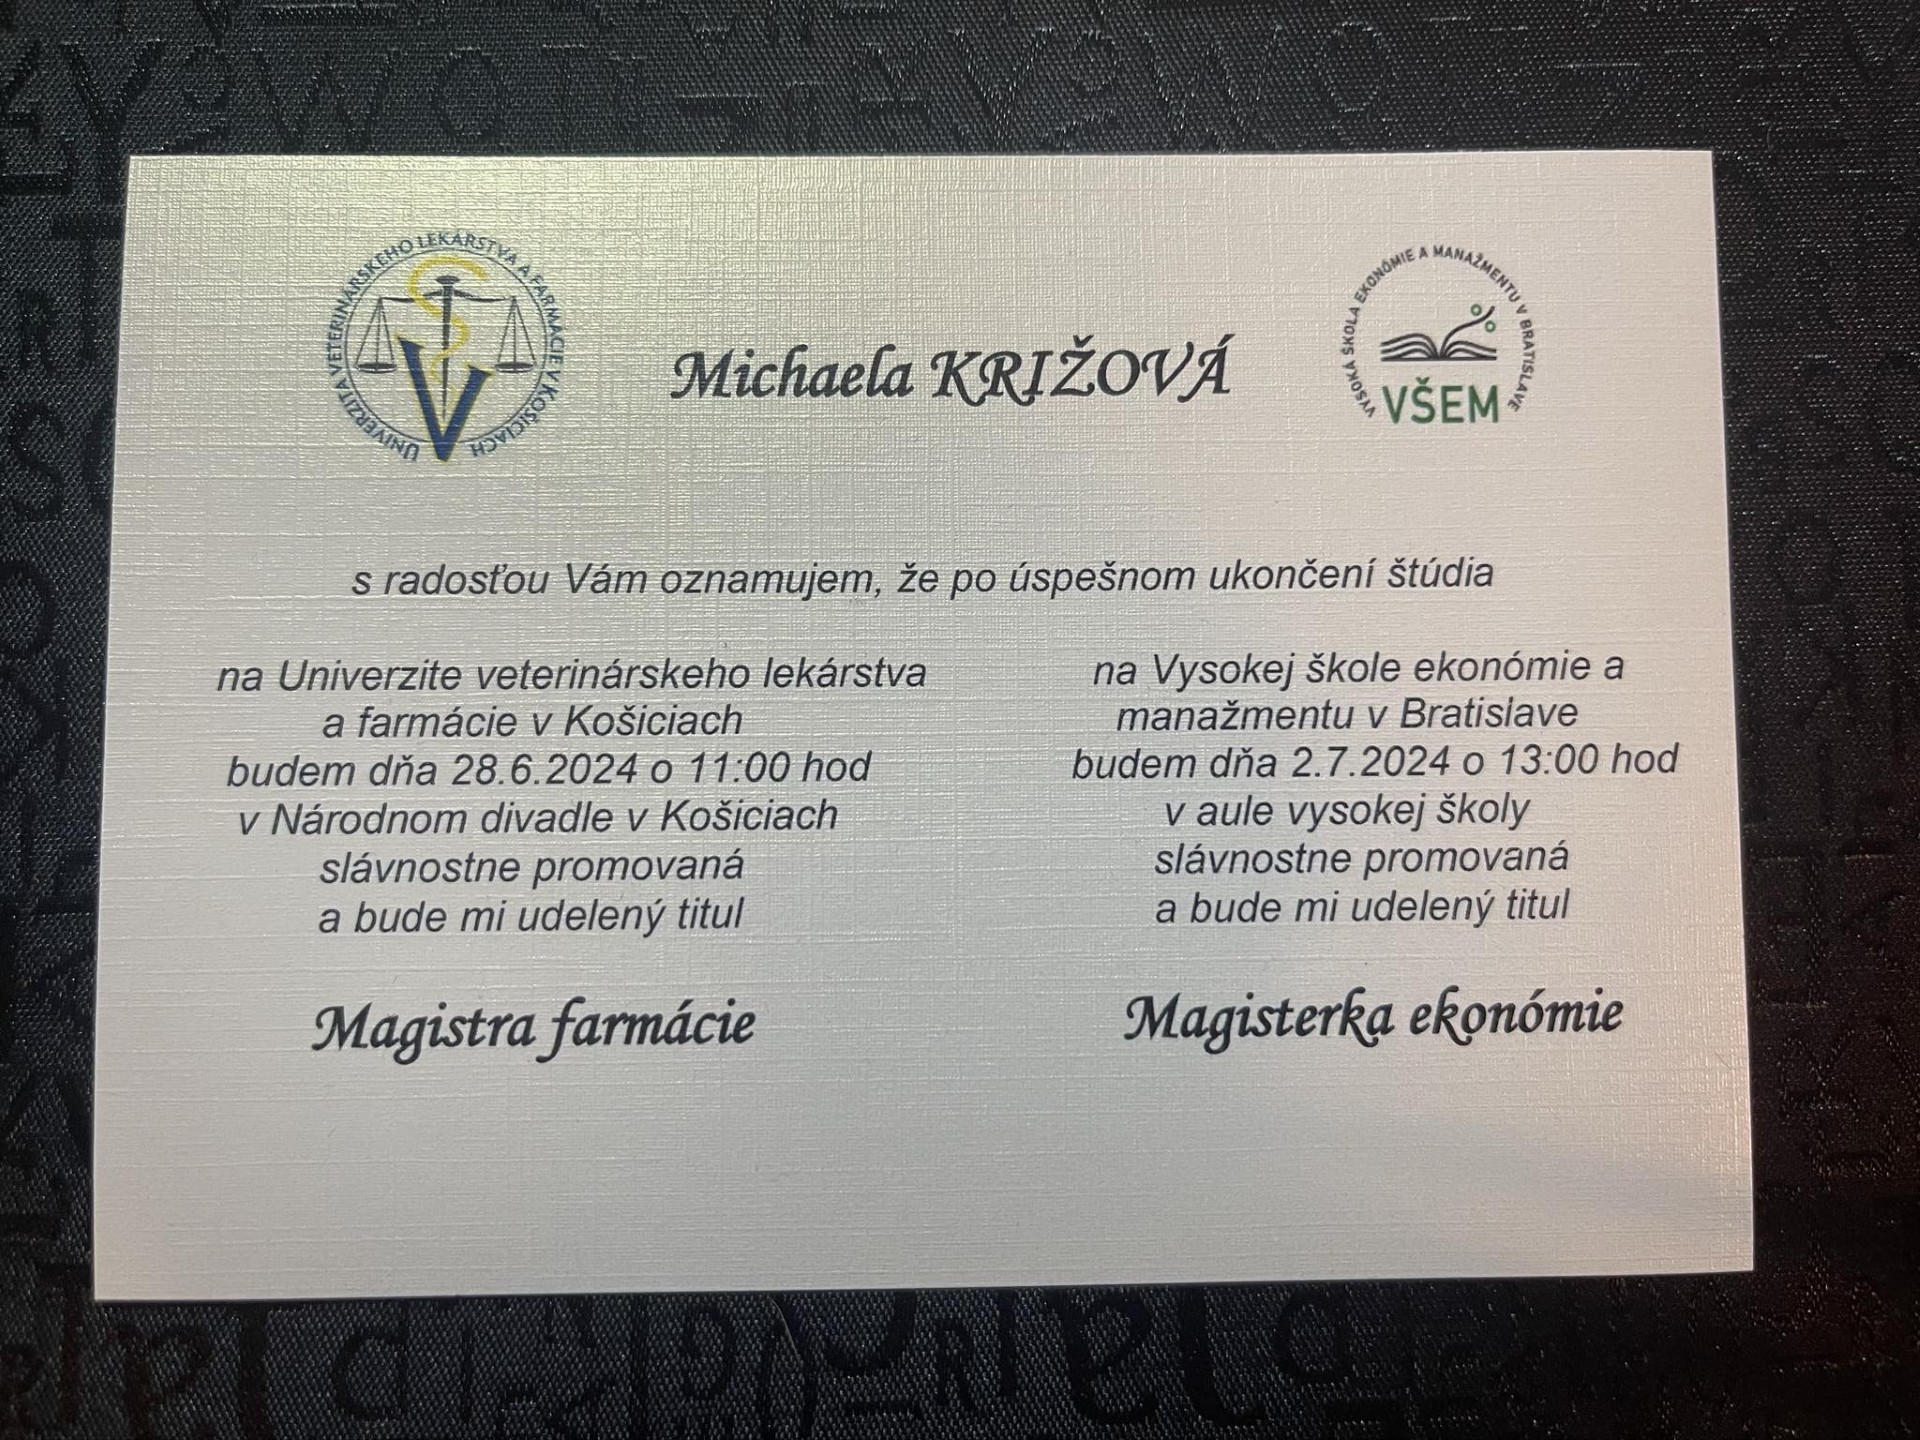 UNIVERZITA VETERINÁRSKEHO LEKÁRSTVA A FARMÁCIE V KOŠICIACH
Michaela KRIŽOVÁ
VYSOKÁ ŠKOLA EKONÓMIE A MANAŽMENTU V BRATISLAVE
VŠEM
s radosťou Vám oznamujem, že po úspešnom ukončení štúdia
na Univerzite veterinárskeho lekárstva
a farmácie v Košiciach
budem dňa 28.6.2024 o 11:00 hod
v Národnom divadle v Košiciach
slávnostne promovaná
a bude mi udelený titul
Magistra farmácie
na Vysokej škole ekonómie a
manažmentu v Bratislave
budem dňa 2.7.2024 o 13:00 hod
v aule vysokej školy
slávnostne promovaná
a bude mi udelený titul
Magisterka ekonómie